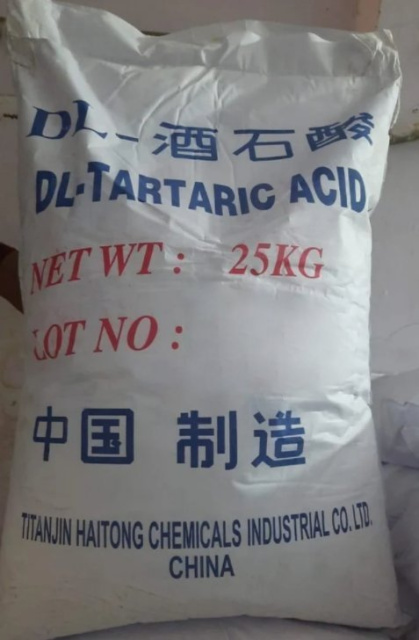 DL-酒石酸
DL-TARTARIC ACID
NET WT : 25KG
LOT NO :
中国 制造
TITANJIN HAITONG CHEMICALS INDUSTRIAL CO. LTD.
CHINA